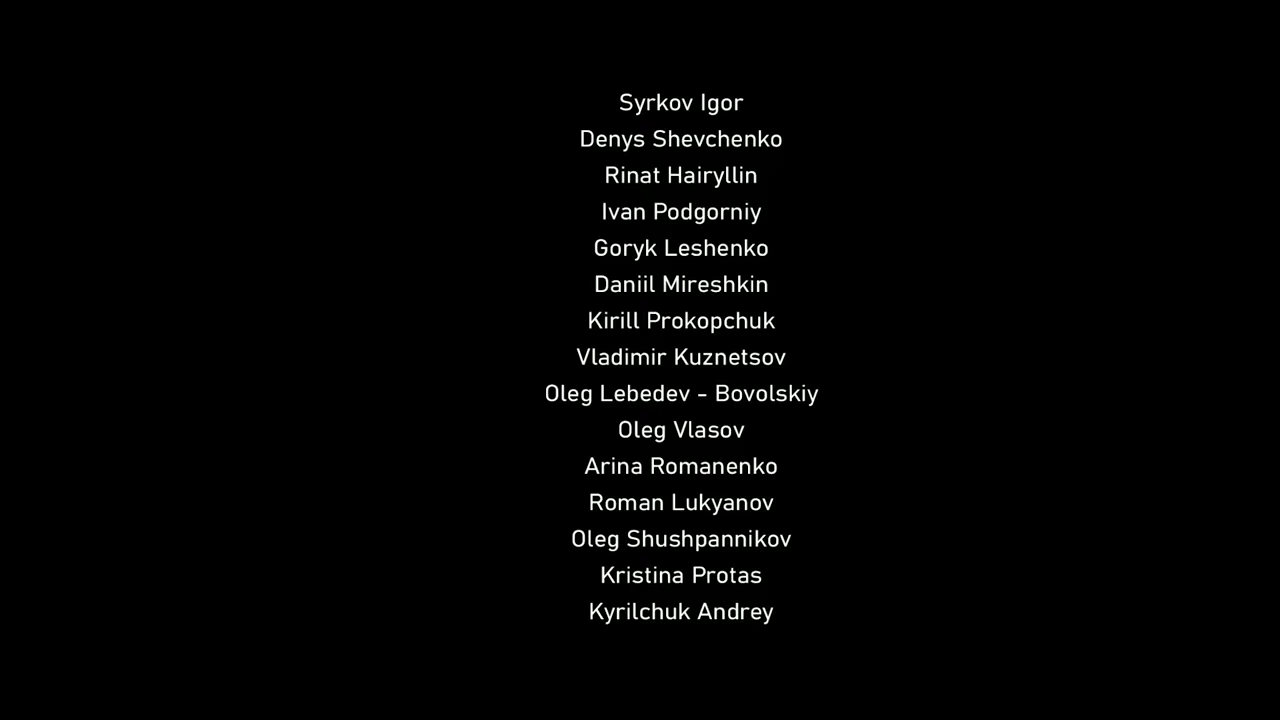 Syrkov Igor
Denys Shevchenko
Rinat Hairyllin
Ivan Podgorniy
Goryk Leshenko
Daniil Mireshkin
Kirill Prokopchuk
Vladimir Kuznetsov
Oleg Lebedev - Bovolskiy
Oleg Vlasov
Arina Romanenko
Roman Lukyanov
Oleg Shushpannikov
Kristina Protas
Kyrilchuk Andrey